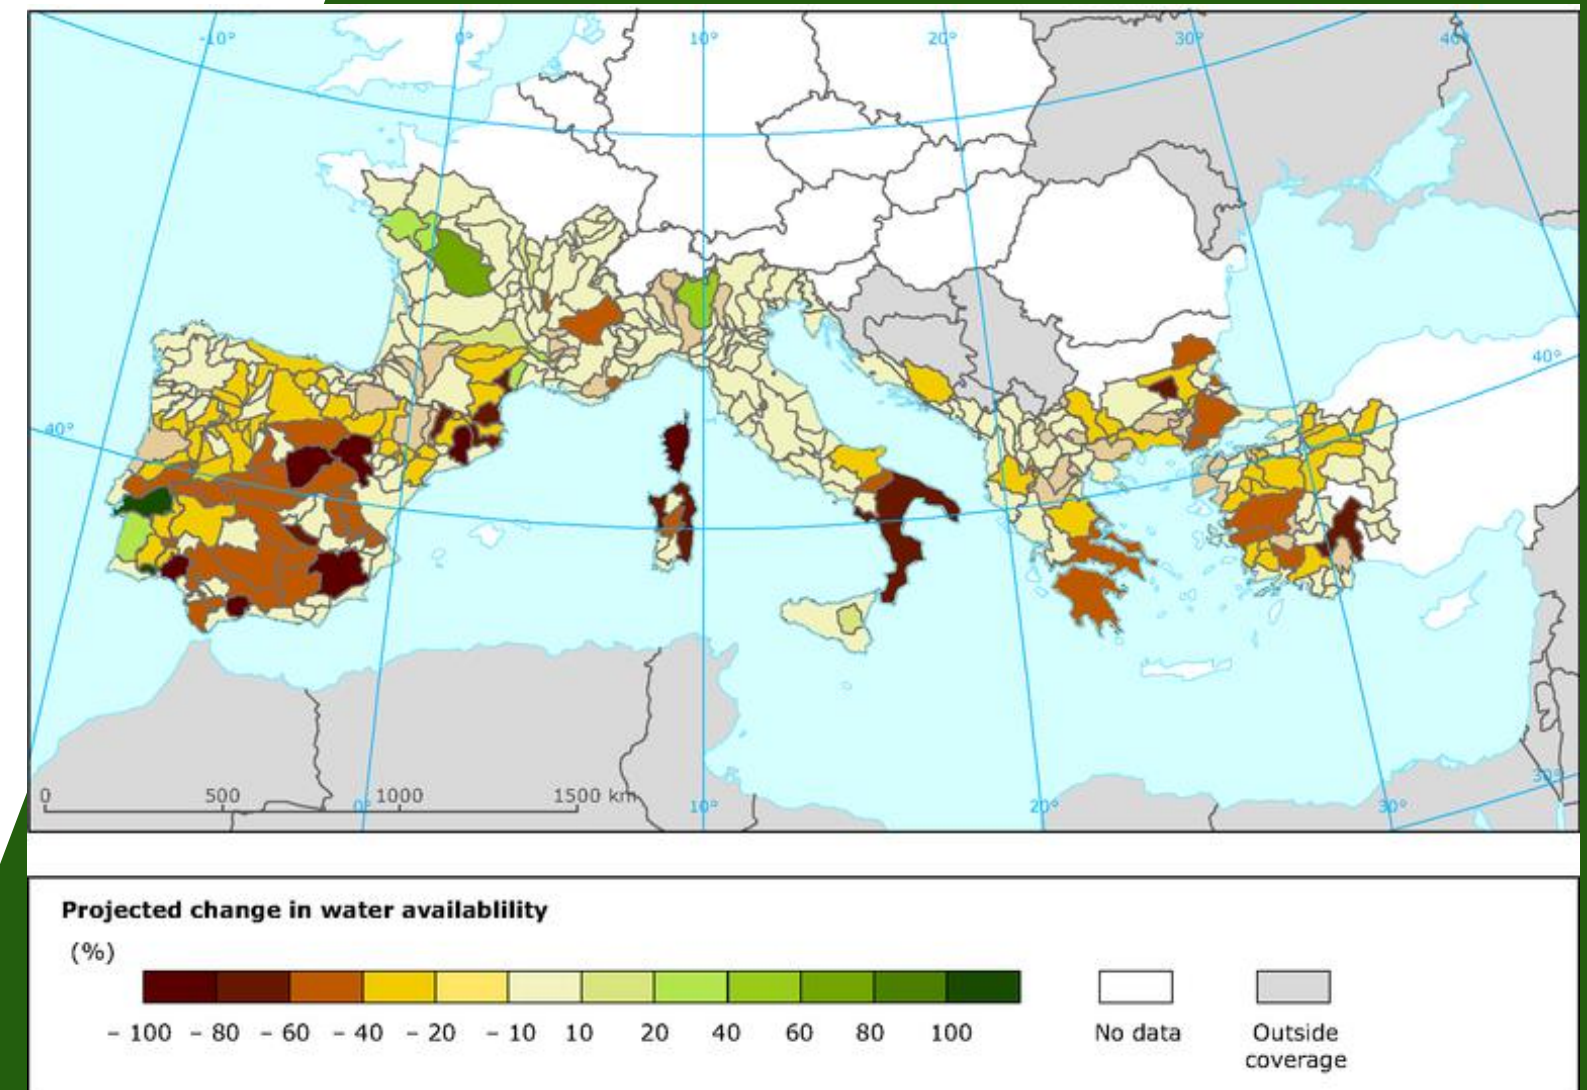 -10° 0° 10° 20° 30° 40°
40°
40°
30°
0 500 1000 1500 km
0° 10° 20° 30°
Projected change in water availablility
(%)
– 100 – 80 – 60 – 40 – 20 – 10 10 20 40 60 80 100
No data
Outside
coverage